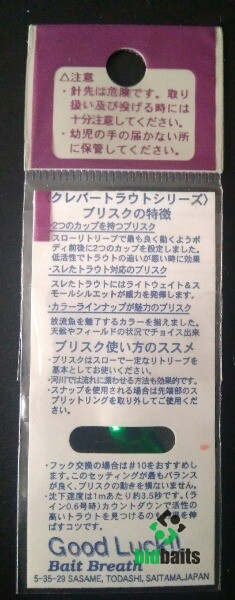 △注意
・針先は危険です。取り
扱い及び投げる時には
十分注意してください。
・幼児の手の届かない所
に保管してください。
〈クレバートラウトシリーズ〉
ブリスクの特徴
・2つのカップを持つブリスク
スローリトリーブで最も良く動くようボ
ディ前後に2つのカップを設定しました。
低活性でトラウトの追いが悪い時に効果
・スレたトラウト対応のブリスク
スレたトラウトにはライトウェイト&ス
モールシルエットが威力を発揮します。
・カラーラインナップが魅力のブリスク
放流魚を魅了するカラーを揃えました。
天候やフィールドの状況でチョイス出来
ブリスク使い方のススメ
・ブリスクはスローで一定なリトリーブを
基本としてお使いください。
・河川では流れに漂わせる方法も効果的です。
・スナップを使用される場合は先端部のス
プリットリングを取り外してご使用くだ
さい。
・フック交換の場合は#10をおすすめしま
す。このセッティングが最もバランス
が良く、ブリスクの動きを損ないません。
・沈下速度は1mあたり約3.5秒です。(ラ
イン0.6号時)カウントダウンで活性の
高いトラウトを見つけるのも釣果を
伸ばすコツです。
Good Luck!!
oldbaits
Bait Breath
5-35-29 SASAME, TODASHI, SAITAMA, JAPAN